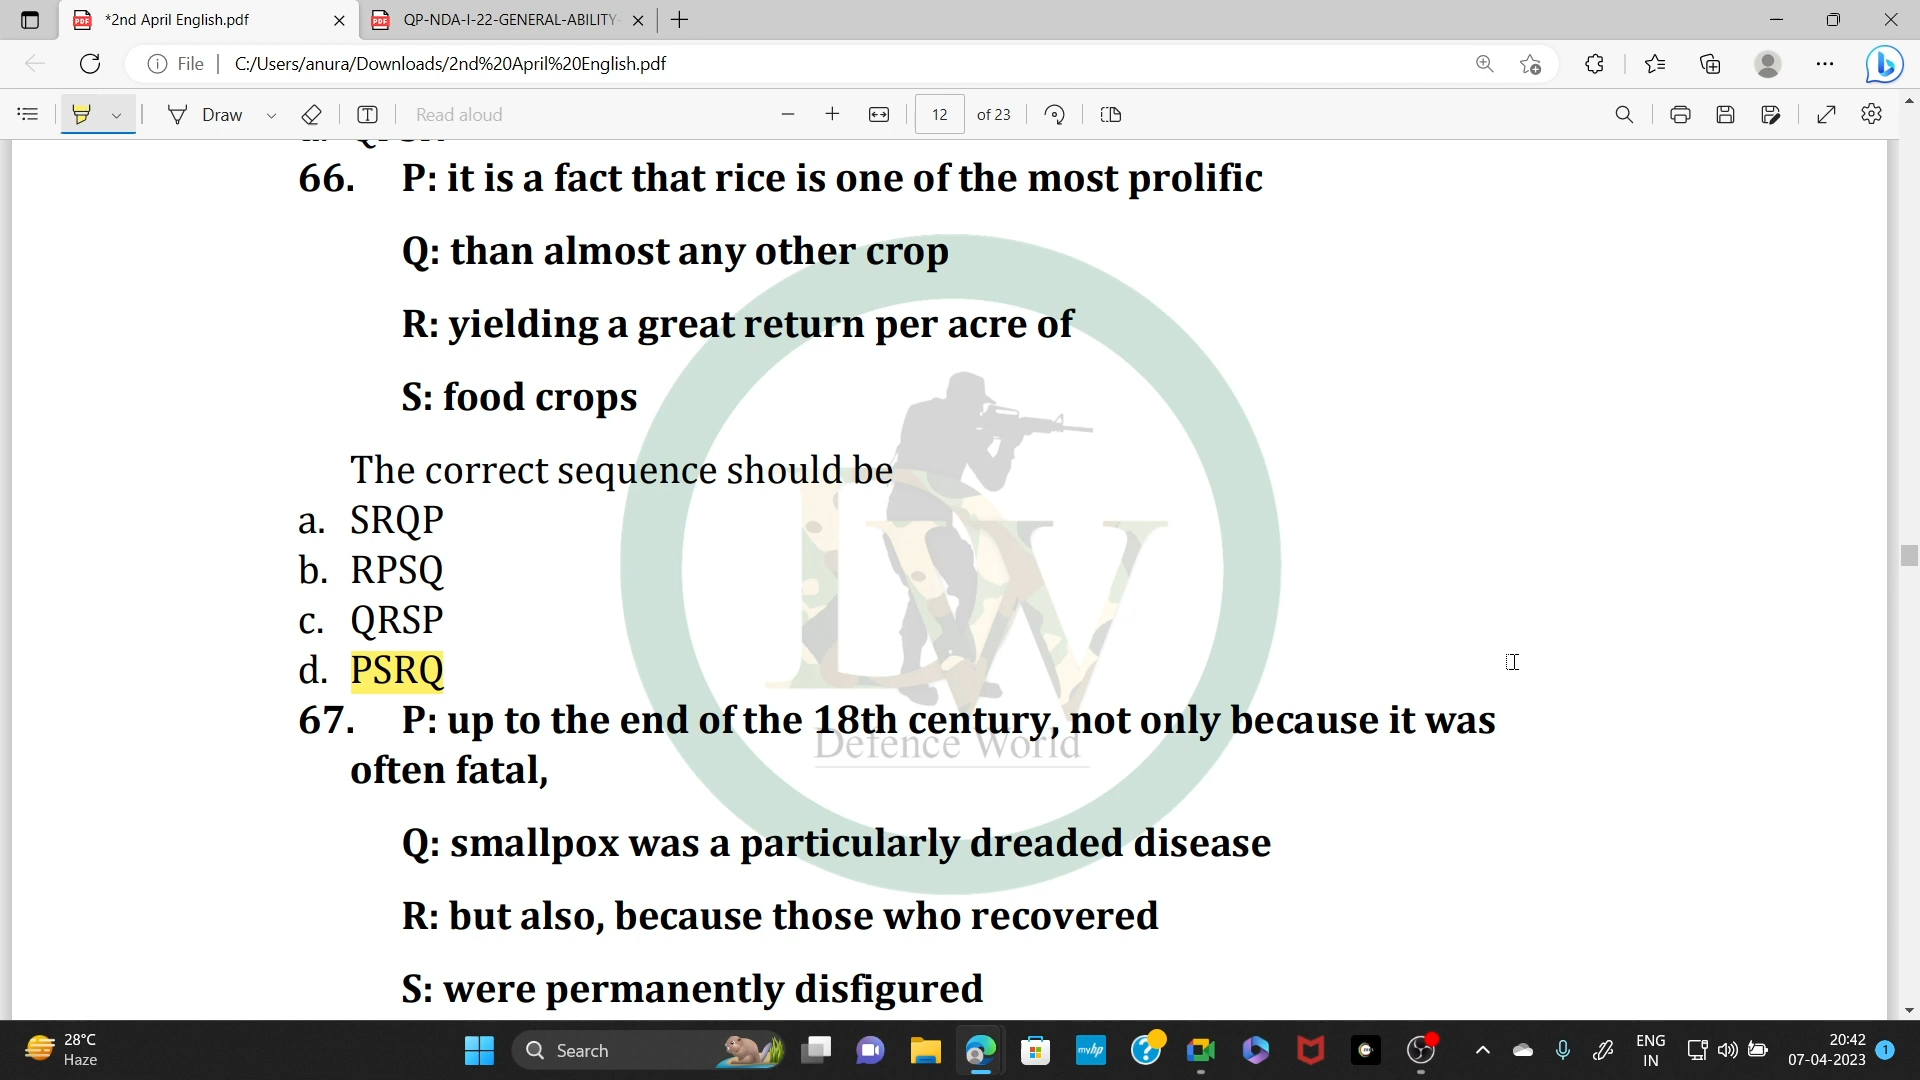 *2nd April English.pdf
QP-NDA-I-22-GENERAL-ABILITY-
File
C:/Users/anura/Downloads/2nd%20April%20English.pdf
Draw
Read aloud
12
of 23
66. P: it is a fact that rice is one of the most prolific
Q: than almost any other crop
R: yielding a great return per acre of
S: food crops
The correct sequence should be
a. SRQP
b. RPSQ
c. QRSP
d. PSRQ
67. P: up to the end of the 18th century, not only because it was
often fatal,
Q: smallpox was a particularly dreaded disease
R: but also, because those who recovered
S: were permanently disfigured
DW
Defence World
28°C
Haze
Search
myhp
ENG
IN
20:42
07-04-2023
1